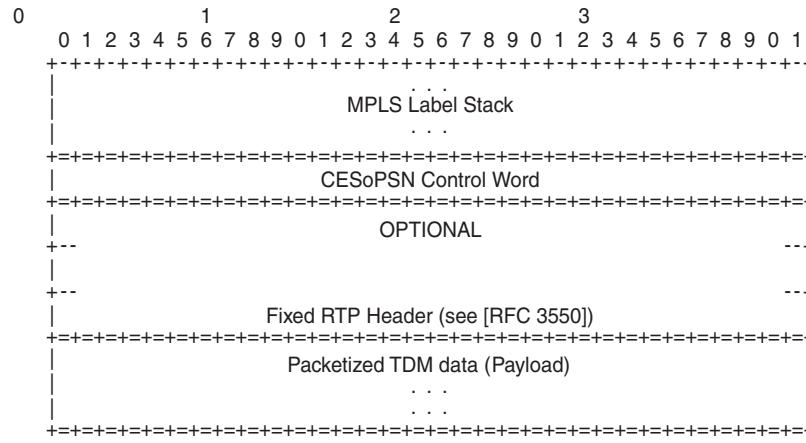 0 1 2 3
0 1 2 3 4 5 6 7 8 9 0 1 2 3 4 5 6 7 8 9 0 1 2 3 4 5 6 7 8 9 0 1
+-+-+-+-+-+-+-+-+-+-+-+-+-+-+-+-+-+-+-+-+-+-+-+-+-+-+-+-+-+-+-+-
| . . .
| MPLS Label Stack
| . . .
+=+=+=+=+=+=+=+=+=+=+=+=+=+=+=+=+=+=+=+=+=+=+=+=+=+=+=+=+=+=+=+=
| CESoPSN Control Word
+=+=+=+=+=+=+=+=+=+=+=+=+=+=+=+=+=+=+=+=+=+=+=+=+=+=+=+=+=+=+=+=
| OPTIONAL
+-- ---
|
+-- ---
| Fixed RTP Header (see [RFC 3550])
+=+=+=+=+=+=+=+=+=+=+=+=+=+=+=+=+=+=+=+=+=+=+=+=+=+=+=+=+=+=+=+=
| Packetized TDM data (Payload)
| . . .
| . . .
+=+=+=+=+=+=+=+=+=+=+=+=+=+=+=+=+=+=+=+=+=+=+=+=+=+=+=+=+=+=+=+=